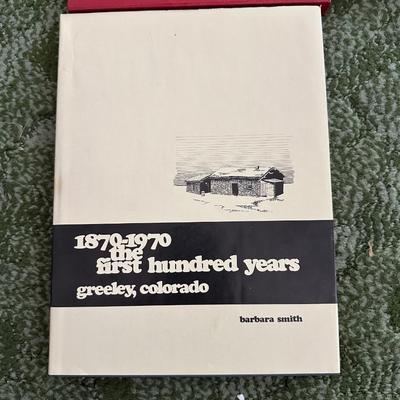 1870-1970
the
first hundred years
greeley, colorado
barbara smith